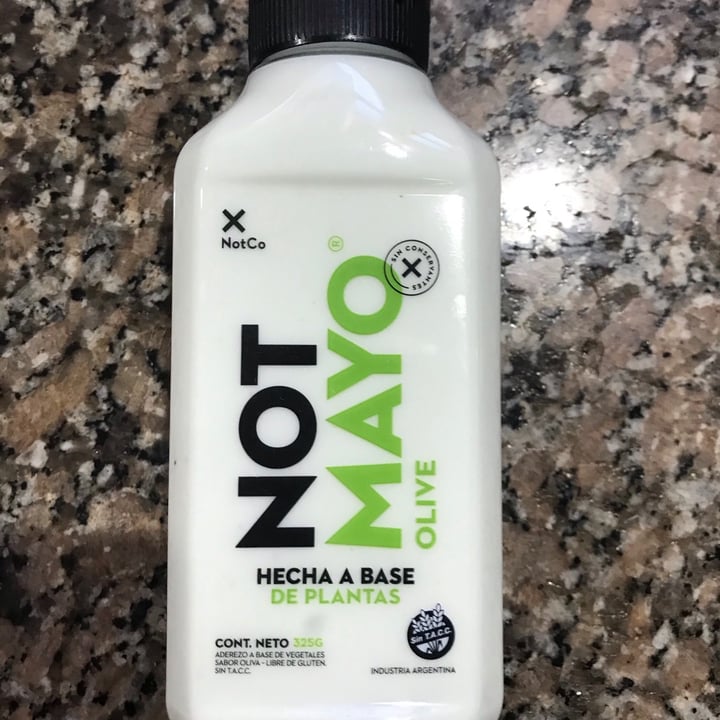 NotCo
SIN CONSERVANTES
NOT
MAYO®
OLIVE
HECHA A BASE
DE PLANTAS
CONT. NETO 325G
ADEREZO A BASE DE VEGETALES
SABOR OLIVA - LIBRE DE GLUTEN.
SIN T.A.C.C.
Sin T.A.C.C.
INDUSTRIA ARGENTINA